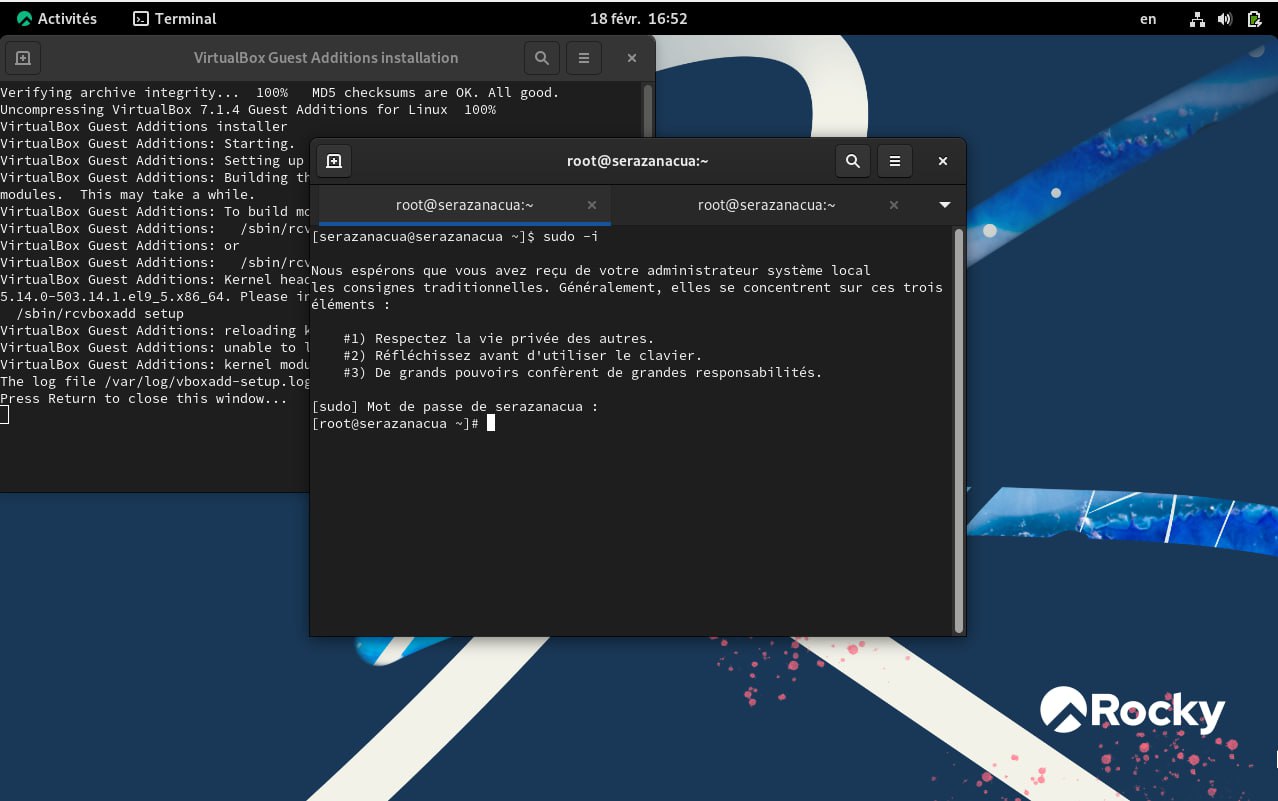 Activités
Terminal
18 févr. 16:52
en
VirtualBox Guest Additions installation
Verifying archive integrity... 100% MD5 checksums are OK. All good.
Uncompressing VirtualBox 7.1.4 Guest Additions for Linux 100%
VirtualBox Guest Additions installer
VirtualBox Guest Additions: Starting.
VirtualBox Guest Additions: Setting up
VirtualBox Guest Additions: Building
modules. This may take a while.
VirtualBox Guest Additions: To build
VirtualBox Guest Additions: /sbin/rcv
VirtualBox Guest Additions: or
VirtualBox Guest Additions: /sbin/rcv
VirtualBox Guest Additions: Kernel head
5.14.0-503.14.1.el9_5.x86_64. Please
/sbin/rcvboxadd setup
VirtualBox Guest Additions: reloading
VirtualBox Guest Additions: unable to
VirtualBox Guest Additions: kernel modu
The log file /var/log/vboxadd-setup.log
Press Return to close this window...
root@serazanacua:~
root@serazanacua:~
root@serazanacua:~
[serazanacua@serazanacua ~]$ sudo -i
Nous espérons que vous avez reçu de votre administrateur système local
les consignes traditionnelles. Généralement, elles se concentrent sur ces trois
éléments :
#1) Respectez la vie privée des autres.
#2) Réfléchissez avant d'utiliser le clavier.
#3) De grands pouvoirs confèrent de grandes responsabilités.
[sudo] Mot de passe de serazanacua :
[root@serazanacua ~]#
Rocky